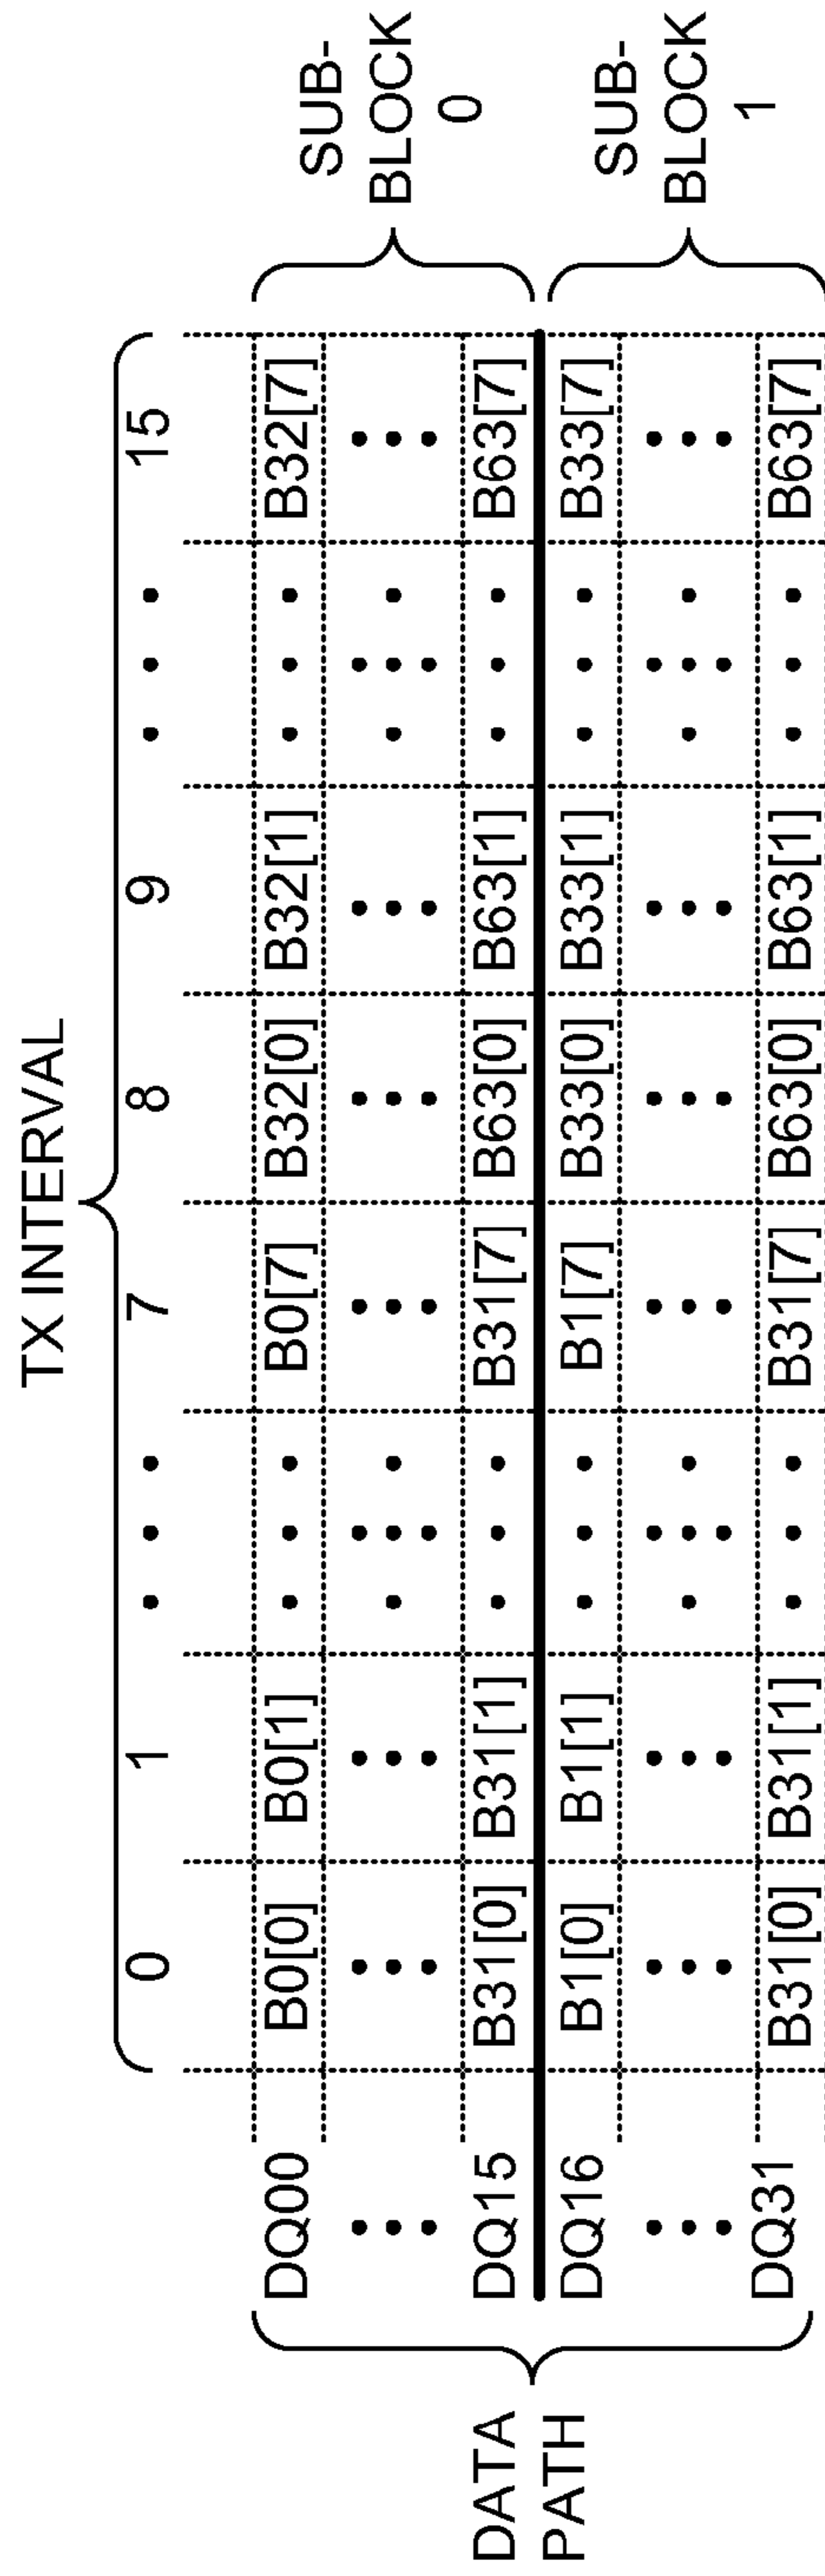 TX INTERVAL
0 1 • • • 7 8 9 • • • 15
DQ00 B0[0] B0[1] • • • B0[7] B32[0] B32[1] • • • B32[7]
DQ15 B31[0] B31[1] • • • B31[7] B63[0] B63[1] • • • B63[7]
DQ16 B1[0] B1[1] • • • B1[7] B33[0] B33[1] • • • B33[7]
DQ31 B31[0] B31[1] • • • B31[7] B63[0] B63[1] • • • B63[7]
DATA
PATH
SUB-
BLOCK
0
SUB-
BLOCK
1